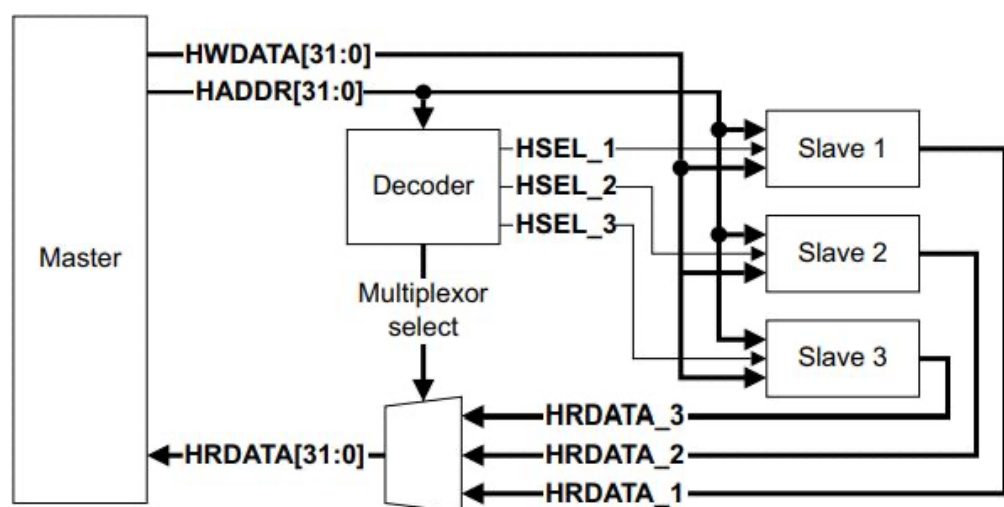 HWDATA[31:0]
HADDR[31:0]
Slave 1
HSEL_1
Decoder
HSEL_2
HSEL_3
Slave 2
Master
Multiplexor
select
Slave 3
HRDATA_3
HRDATA[31:0]
HRDATA_2
HRDATA_1